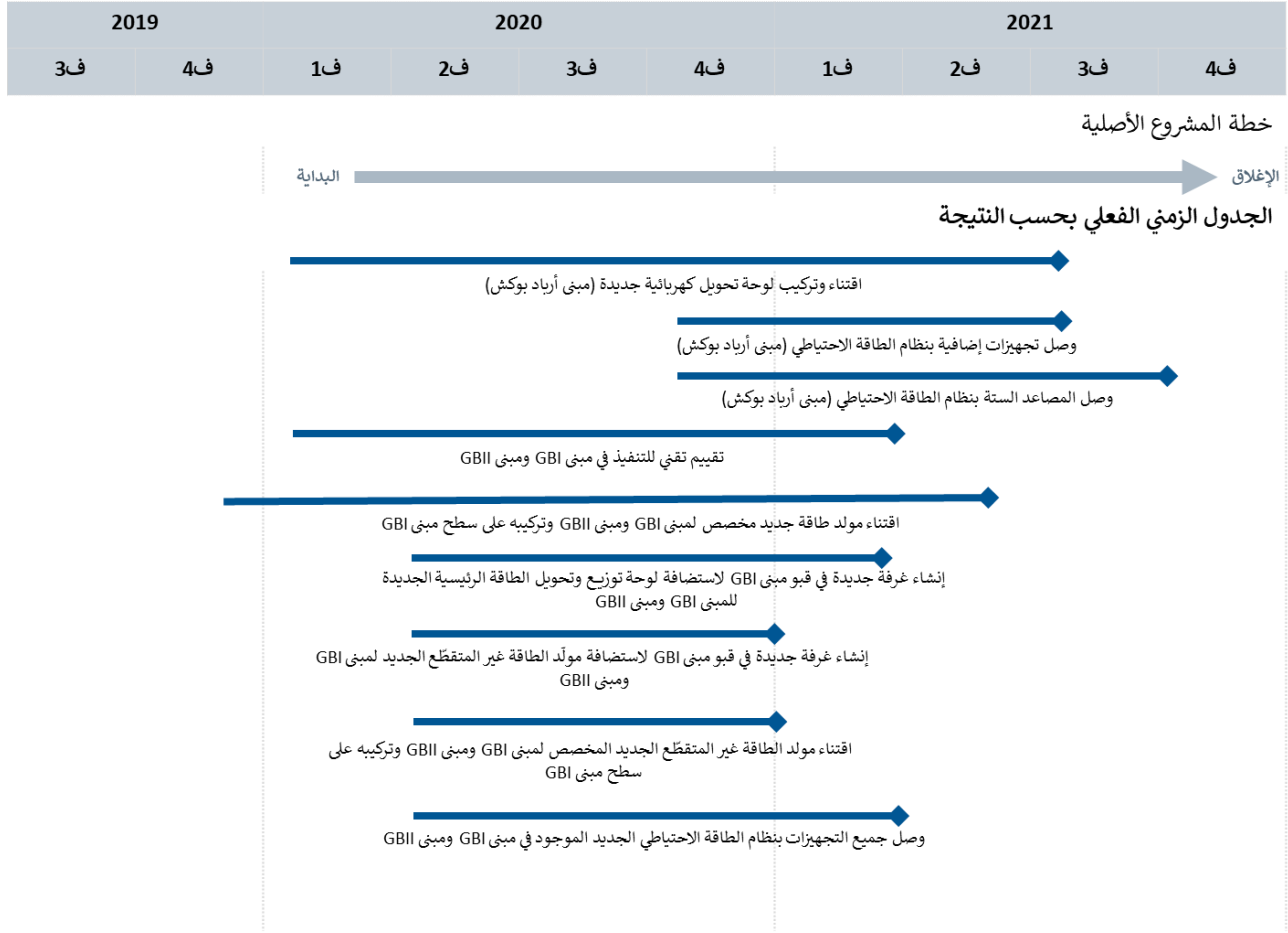 2019 2020 2021
ف3 ف4 ف1 ف2 ف3 ف4 ف1 ف2 ف3 ف4
خطة المشروع الأصلية
البداية الإغلاق
الجدول الزمني الفعلي بحسب النتيجة
اقتناء وتركيب لوحة تحويل كهربائية جديدة (مبنى أرباد بوكش)
وصل تجهيزات إضافية بنظام الطاقة الاحتياطي (مبنى أرباد بوكش)
وصل المصاعد الستة بنظام الطاقة الاحتياطي (مبنى أرباد بوكش)
تقييم تقني للتنفيذ في مبنى GBI ومبنى GBII
اقتناء مولد طاقة جديد مخصص لمبنى GBI ومبنى GBII وتركيبه على سطح مبنى GBI
إنشاء غرفة جديدة في قبو مبنى GBI لاستضافة لوحة توزيع وتحويل الطاقة الرئيسية الجديدة
للمبنى GBI ومبنى GBII
إنشاء غرفة جديدة في قبو مبنى GBI لاستضافة مولّد الطاقة غير المتقطّع الجديد لمبنى GBI
ومبنى GBII
اقتناء مولد الطاقة غير المتقطّع الجديد المخصص لمبنى GBI ومبنى GBII وتركيبه على
سطح مبنى GBI
وصل جميع التجهيزات بنظام الطاقة الاحتياطي الجديد الموجود في مبنى GBI ومبنى GBII